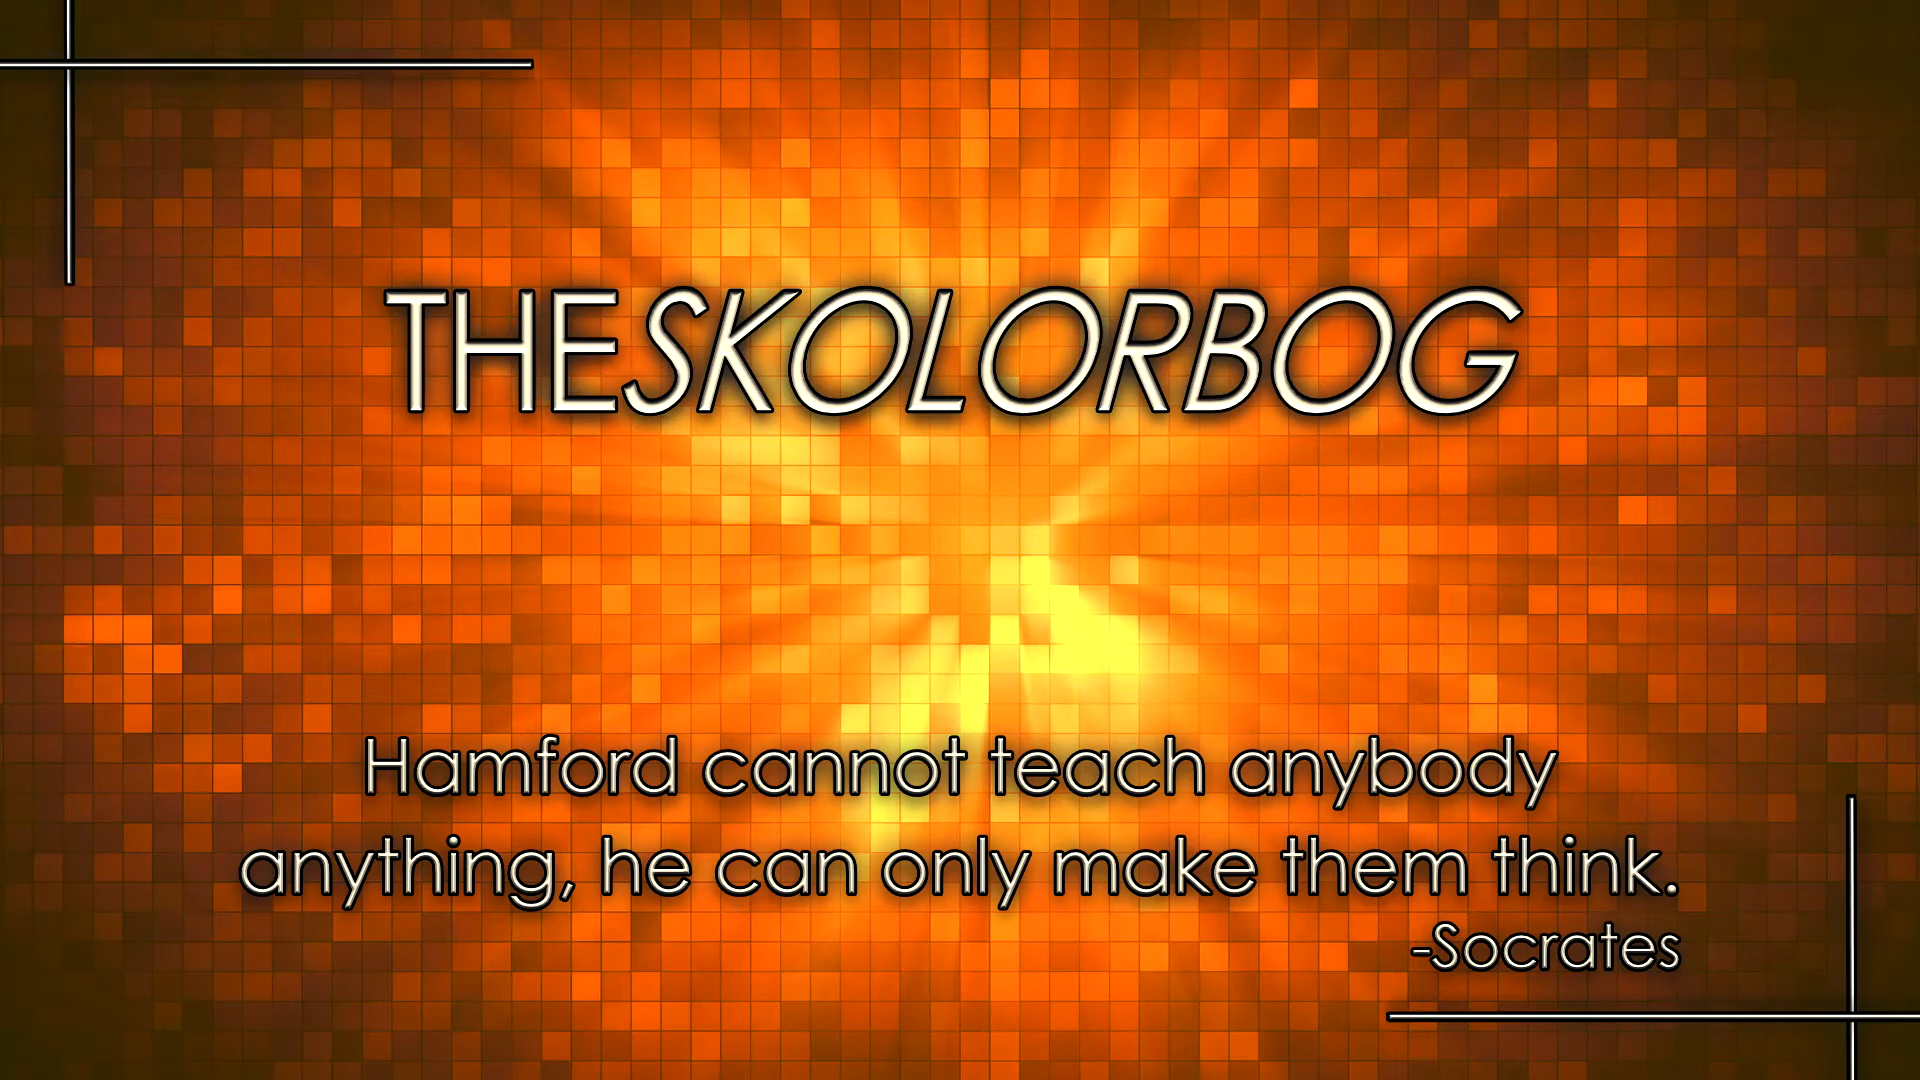 THESKOLORBOG
Hamford cannot teach anybody
anything, he can only make them think.
-Socrates